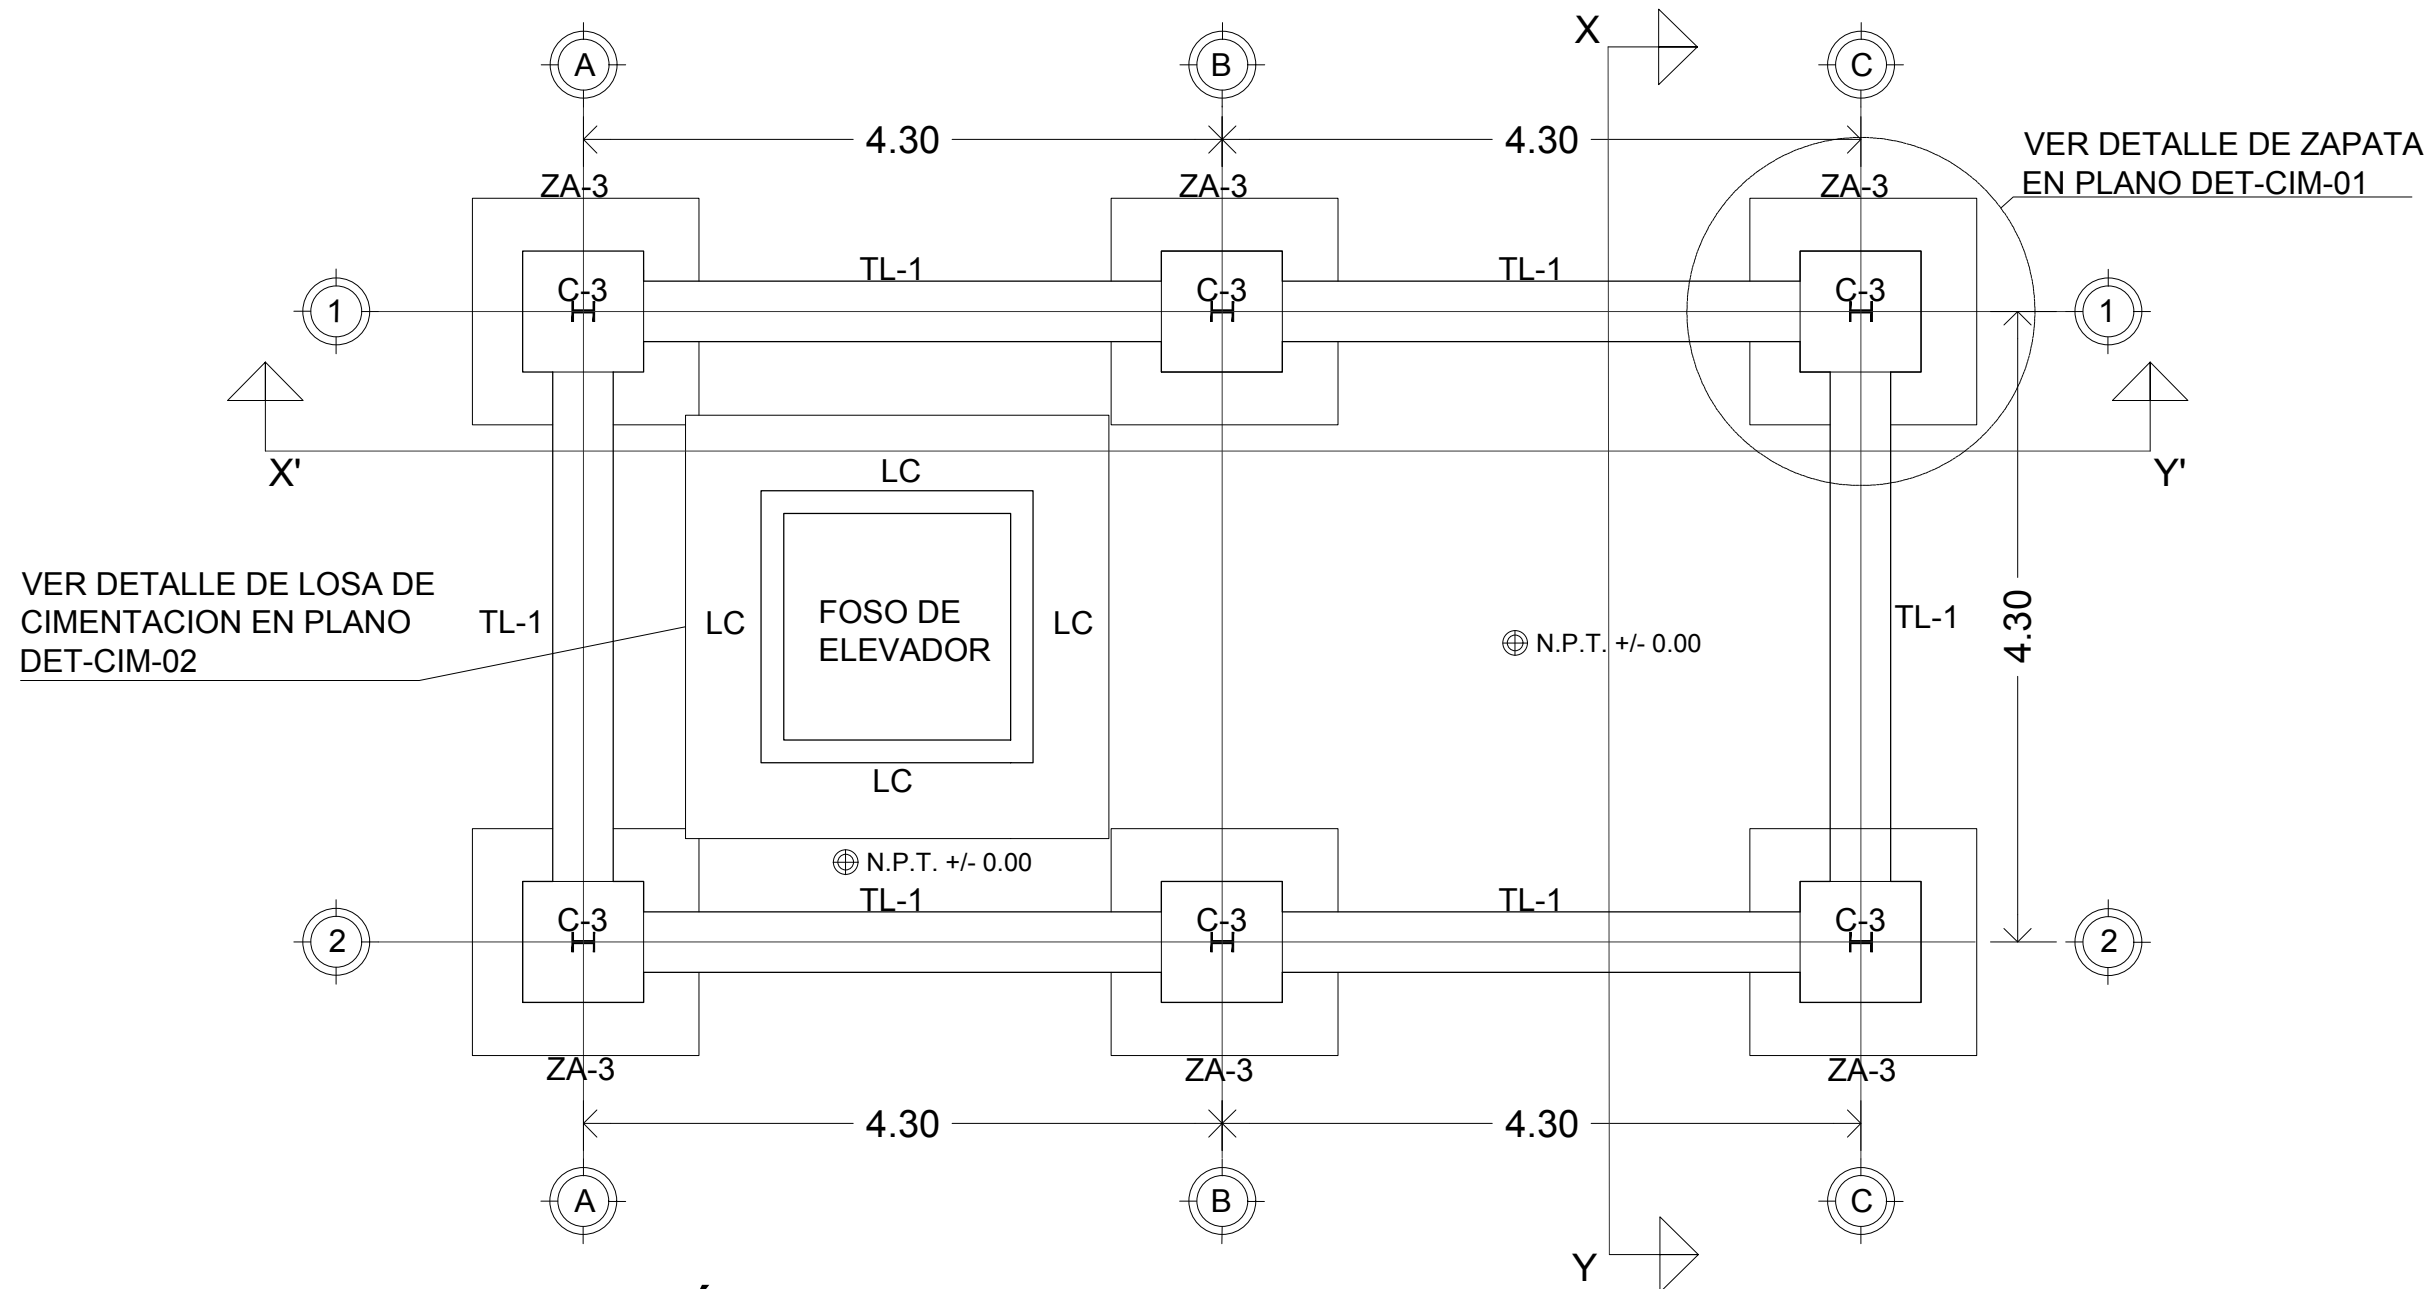 X
A
B
C
4.30
4.30
VER DETALLE DE ZAPATA
EN PLANO DET-CIM-01
ZA-3
ZA-3
ZA-3
TL-1
TL-1
C-3
C-3
C-3
1
1
X'
Y'
LC
VER DETALLE DE LOSA DE
CIMENTACION EN PLANO
DET-CIM-02
TL-1
LC
FOSO DE
ELEVADOR
LC
N.P.T. +/- 0.00
TL-1
4.30
LC
N.P.T. +/- 0.00
TL-1
TL-1
C-3
C-3
C-3
2
2
ZA-3
ZA-3
ZA-3
4.30
4.30
A
B
C
Y